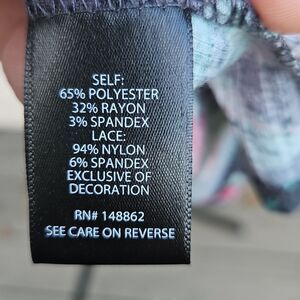 SELF:
65% POLYESTER
32% RAYON
3% SPANDEX
LACE:
94% NYLON
6% SPANDEX
EXCLUSIVE OF
DECORATION
RN# 148862
SEE CARE ON REVERSE